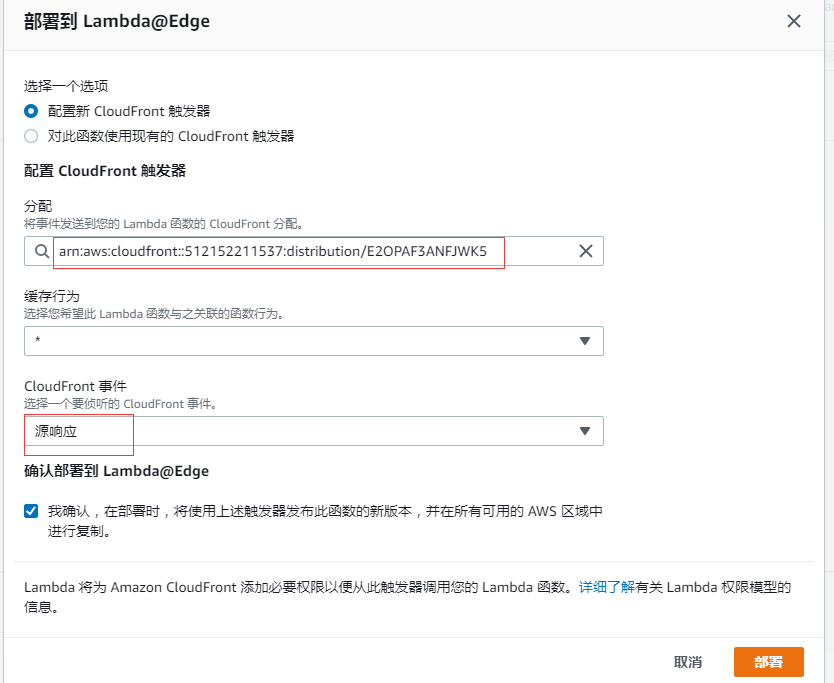 部署到 Lambda@Edge
选择一个选项
配置新 CloudFront 触发器
对此函数使用现有的 CloudFront 触发器
配置 CloudFront 触发器
分配
将事件发送到您的 Lambda 函数的 CloudFront 分配。
arn:aws:cloudfront::512152211537:distribution/E2OPAF3ANFJWK5
缓存行为
选择您希望此 Lambda 函数与之关联的函数行为。
*
CloudFront 事件
选择一个要侦听的 CloudFront 事件。
源响应
确认部署到 Lambda@Edge
我确认，在部署时，将使用上述触发器发布此函数的新版本，并在所有可用的 AWS 区域中
进行复制。
Lambda 将为 Amazon CloudFront 添加必要权限以便从此触发器调用您的 Lambda 函数。详细了解有关 Lambda 权限模型的
信息。
取消
部署